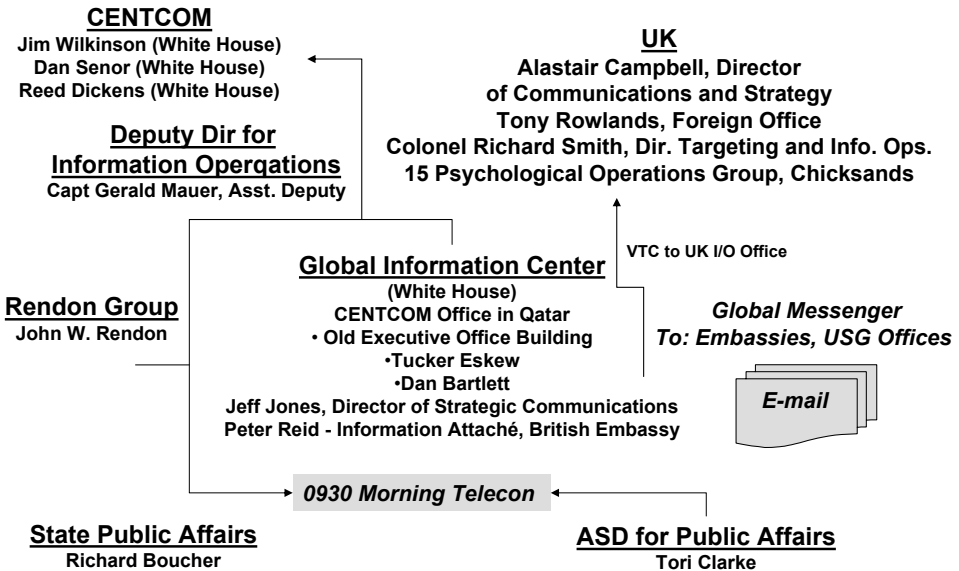 CENTCOM
Jim Wilkinson (White House)
Dan Senor (White House)
Reed Dickens (White House)
UK
Alastair Campbell, Director
of Communications and Strategy
Tony Rowlands, Foreign Office
Colonel Richard Smith, Dir. Targeting and Info. Ops.
15 Psychological Operations Group, Chicksands
Deputy Dir for
Information Operqations
Capt Gerald Mauer, Asst. Deputy
VTC to UK I/O Office
Global Information Center
(White House)
CENTCOM Office in Qatar
• Old Executive Office Building
•Tucker Eskew
•Dan Bartlett
Jeff Jones, Director of Strategic Communications
Peter Reid - Information Attaché, British Embassy
Rendon Group
John W. Rendon
Global Messenger
To: Embassies, USG Offices
E-mail
0930 Morning Telecon
State Public Affairs
Richard Boucher
ASD for Public Affairs
Tori Clarke